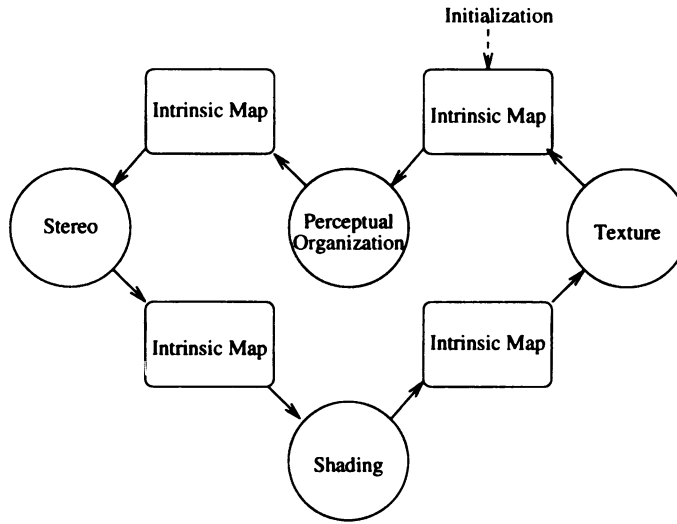 Initialization
Intrinsic Map
Intrinsic Map
Stereo
Perceptual
Organization
Texture
Intrinsic Map
Intrinsic Map
Shading